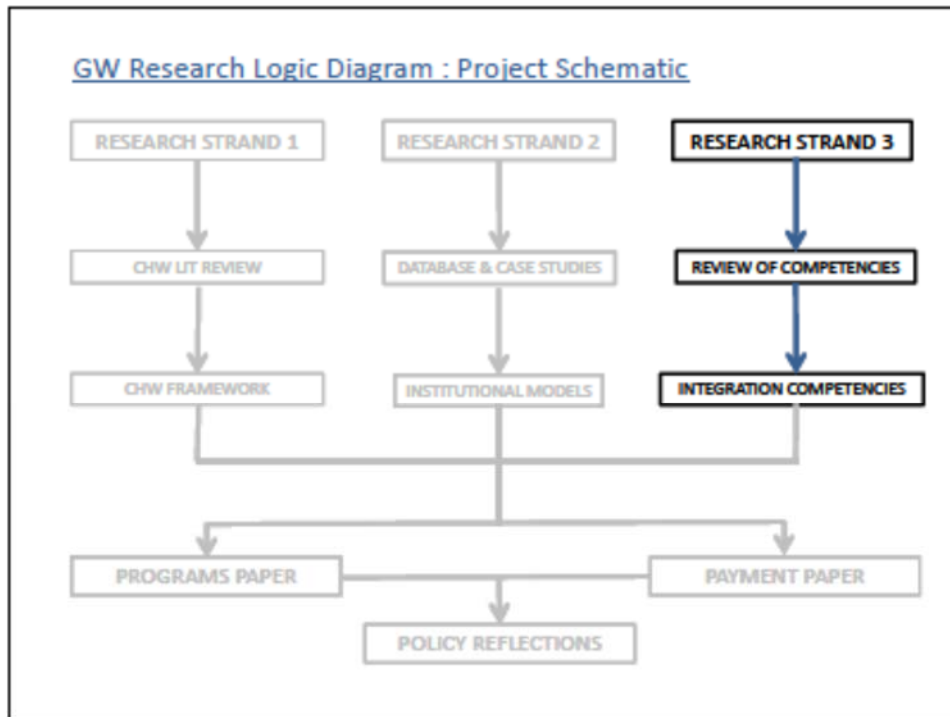 GW Research Logic Diagram : Project Schematic
RESEARCH STRAND 1
RESEARCH STRAND 2
RESEARCH STRAND 3
CHW LIT REVIEW
DATABASE & CASE STUDIES
REVIEW OF COMPETENCIES
CHW FRAMEWORK
INSTITUTIONAL MODELS
INTEGRATION COMPETENCIES
PROGRAMS PAPER
PAYMENT PAPER
POLICY REFLECTIONS